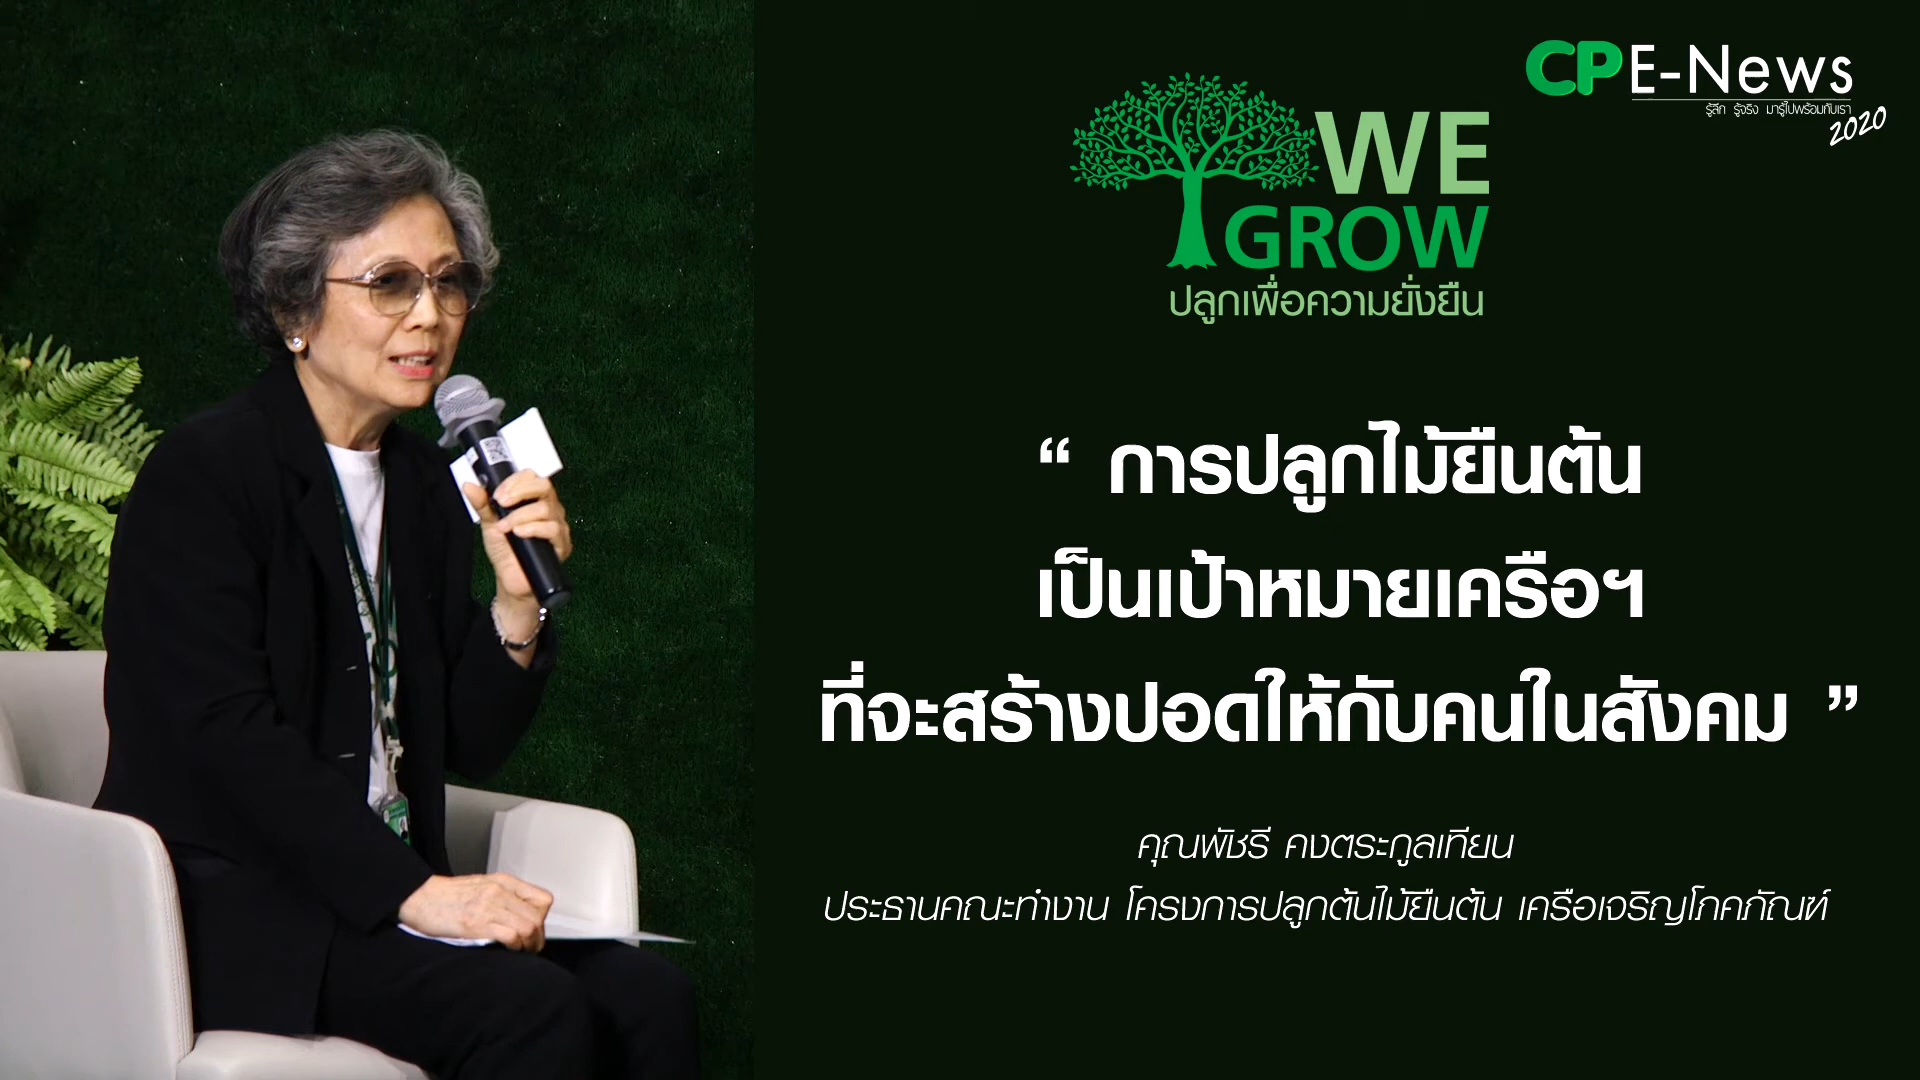 CP E-News
รู้ลึก รู้จริง มารู้ไปพร้อมกับเรา
2020
WE
GROW
ปลูกเพื่อความยั่งยืน
“ การปลูกไม้ยืนต้น
เป็นเป้าหมายเครือฯ
ที่จะสร้างปอดให้กับคนในสังคม ”
คุณพัชรี คงตระกูลเทียน
ประธานคณะทำงาน โครงการปลูกต้นไม้ยืนต้น เครือเจริญโภคภัณฑ์